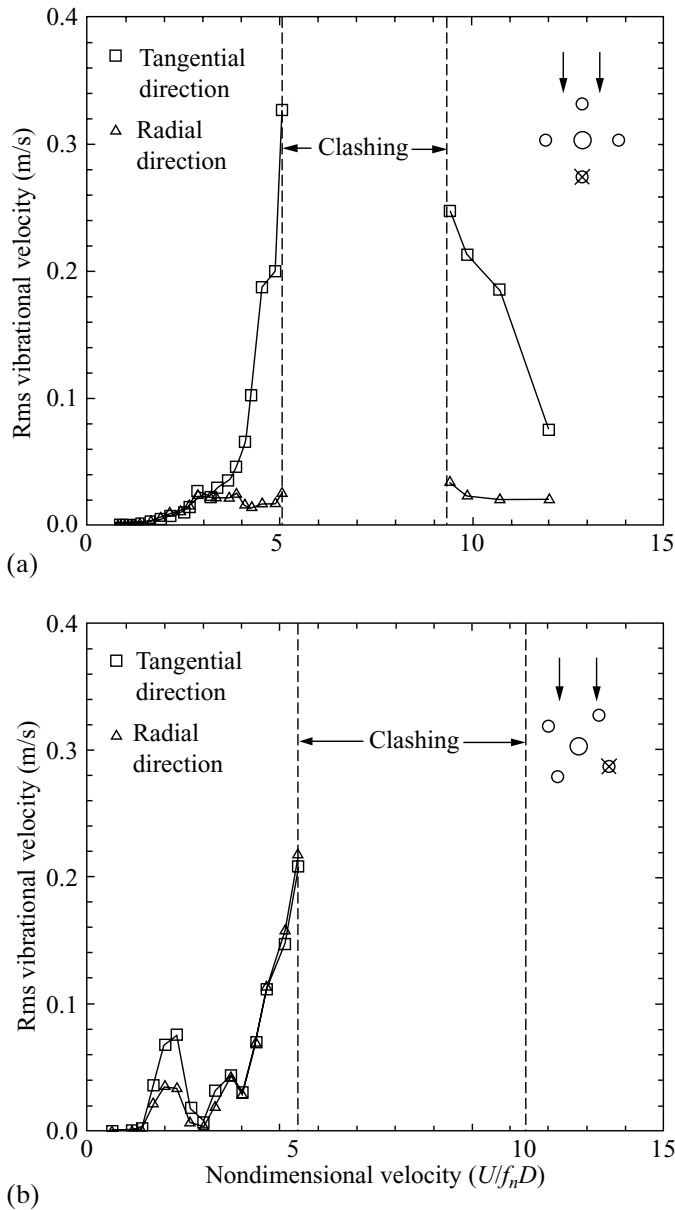 0.4
Tangential
direction
Radial
direction
0.3
Clashing
0.2
0.1
0.0
Rms vibrational velocity (m/s)
0 5 10 15
(a)
0.4
Tangential
direction
Radial
direction
Clashing
0.3
0.2
0.1
0.0
Rms vibrational velocity (m/s)
0 5 10 15
Nondimensional velocity (U/fnD)
(b)